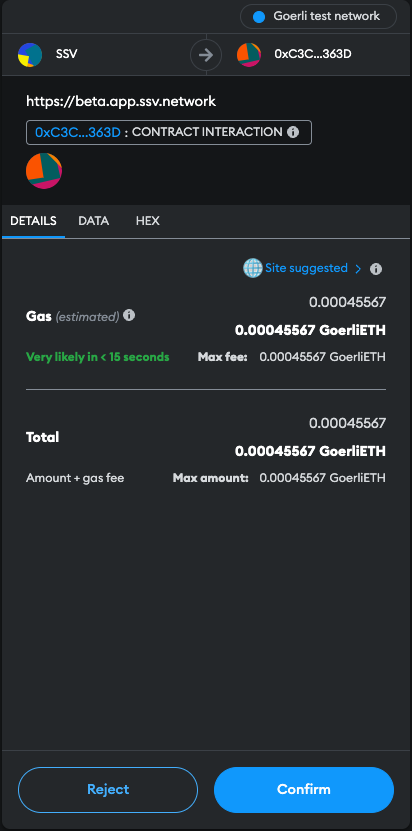 Goerli test network
SSV
0xC3C...363D
https://beta.app.ssv.network
0xC3C...363D : CONTRACT INTERACTION
DETAILS DATA HEX
Site suggested >
0.00045567
Gas (estimated) 0.00045567 GoerliETH
Very likely in < 15 seconds Max fee: 0.00045567 GoerliETH
0.00045567
Total 0.00045567 GoerliETH
Amount + gas fee Max amount: 0.00045567 GoerliETH
Reject Confirm